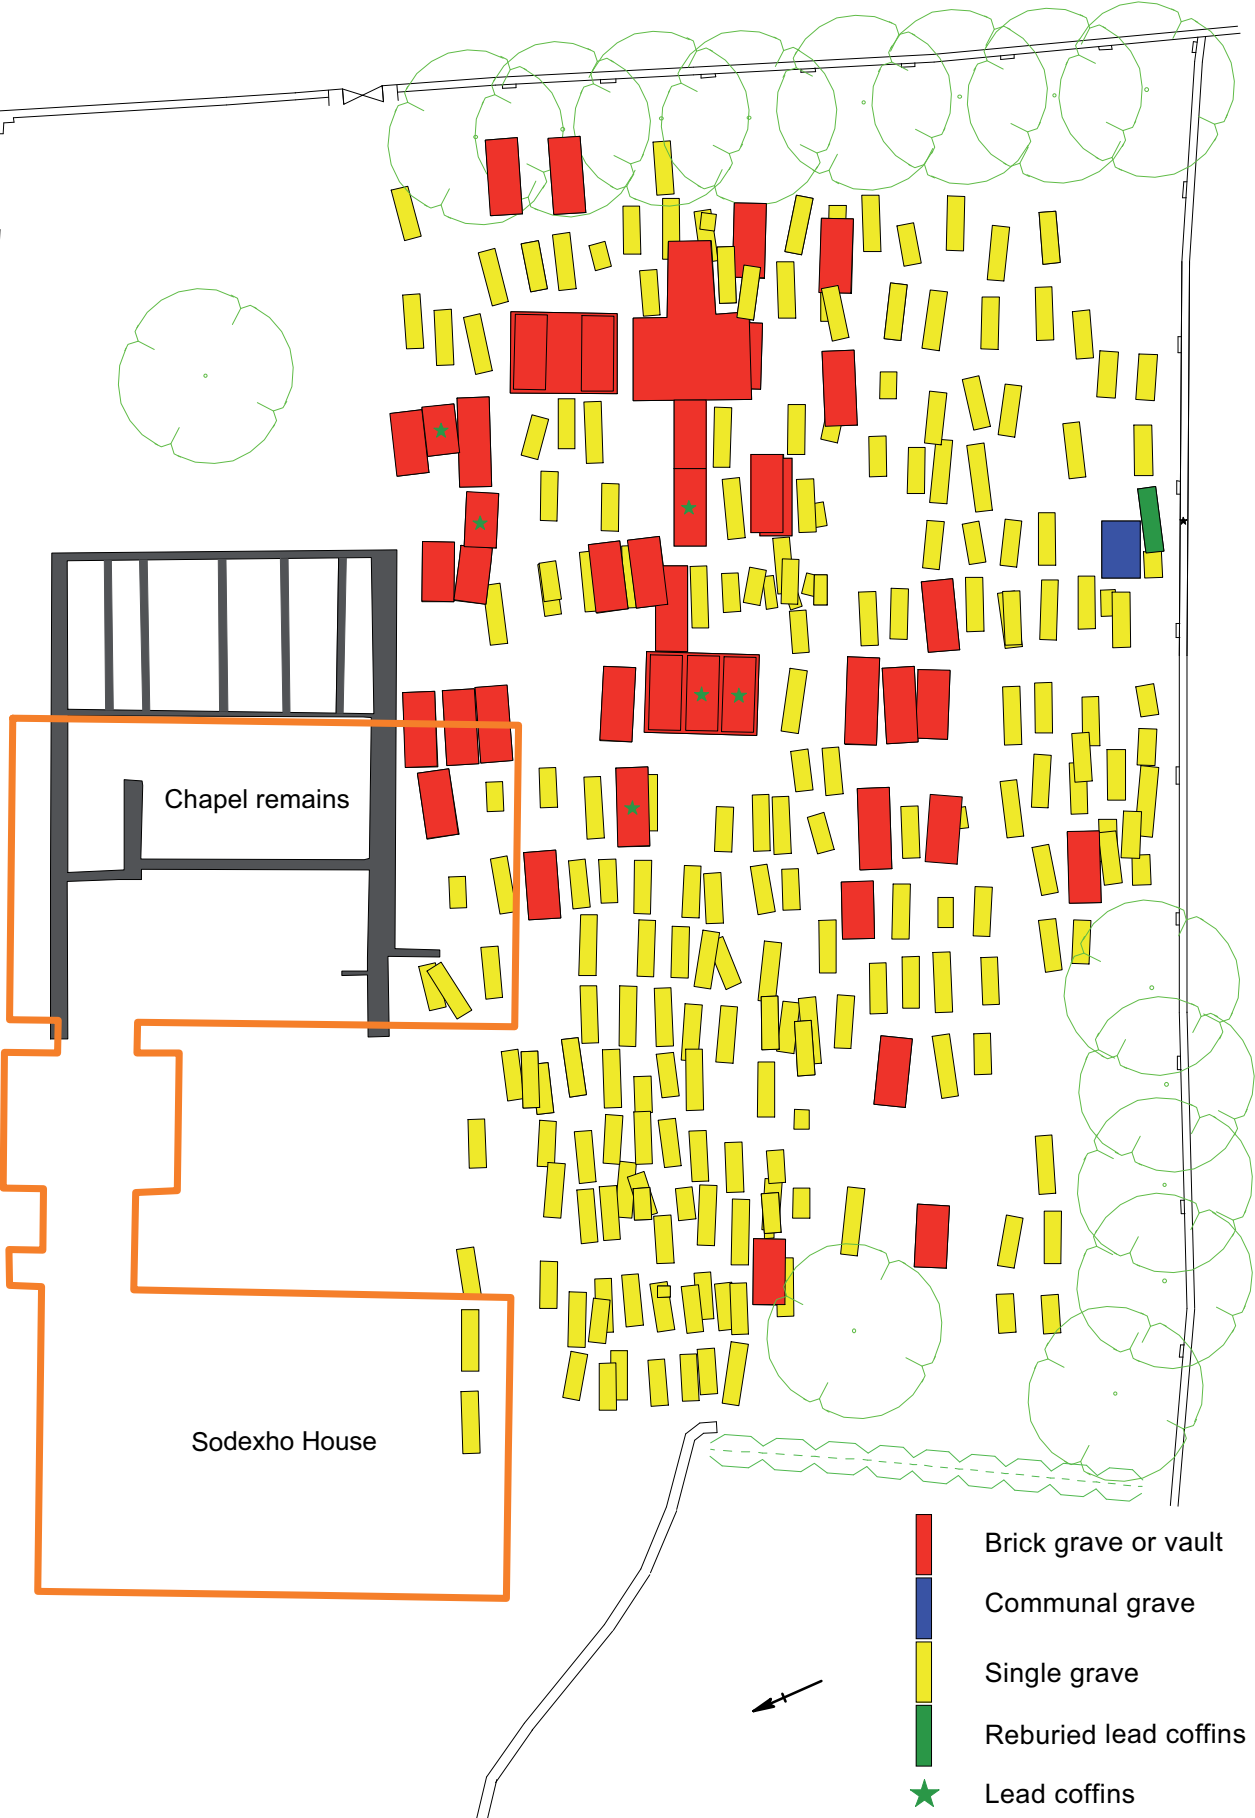 Chapel remains
Sodexho House
Brick grave or vault
Communal grave
Single grave
Reburied lead coffins
Lead coffins